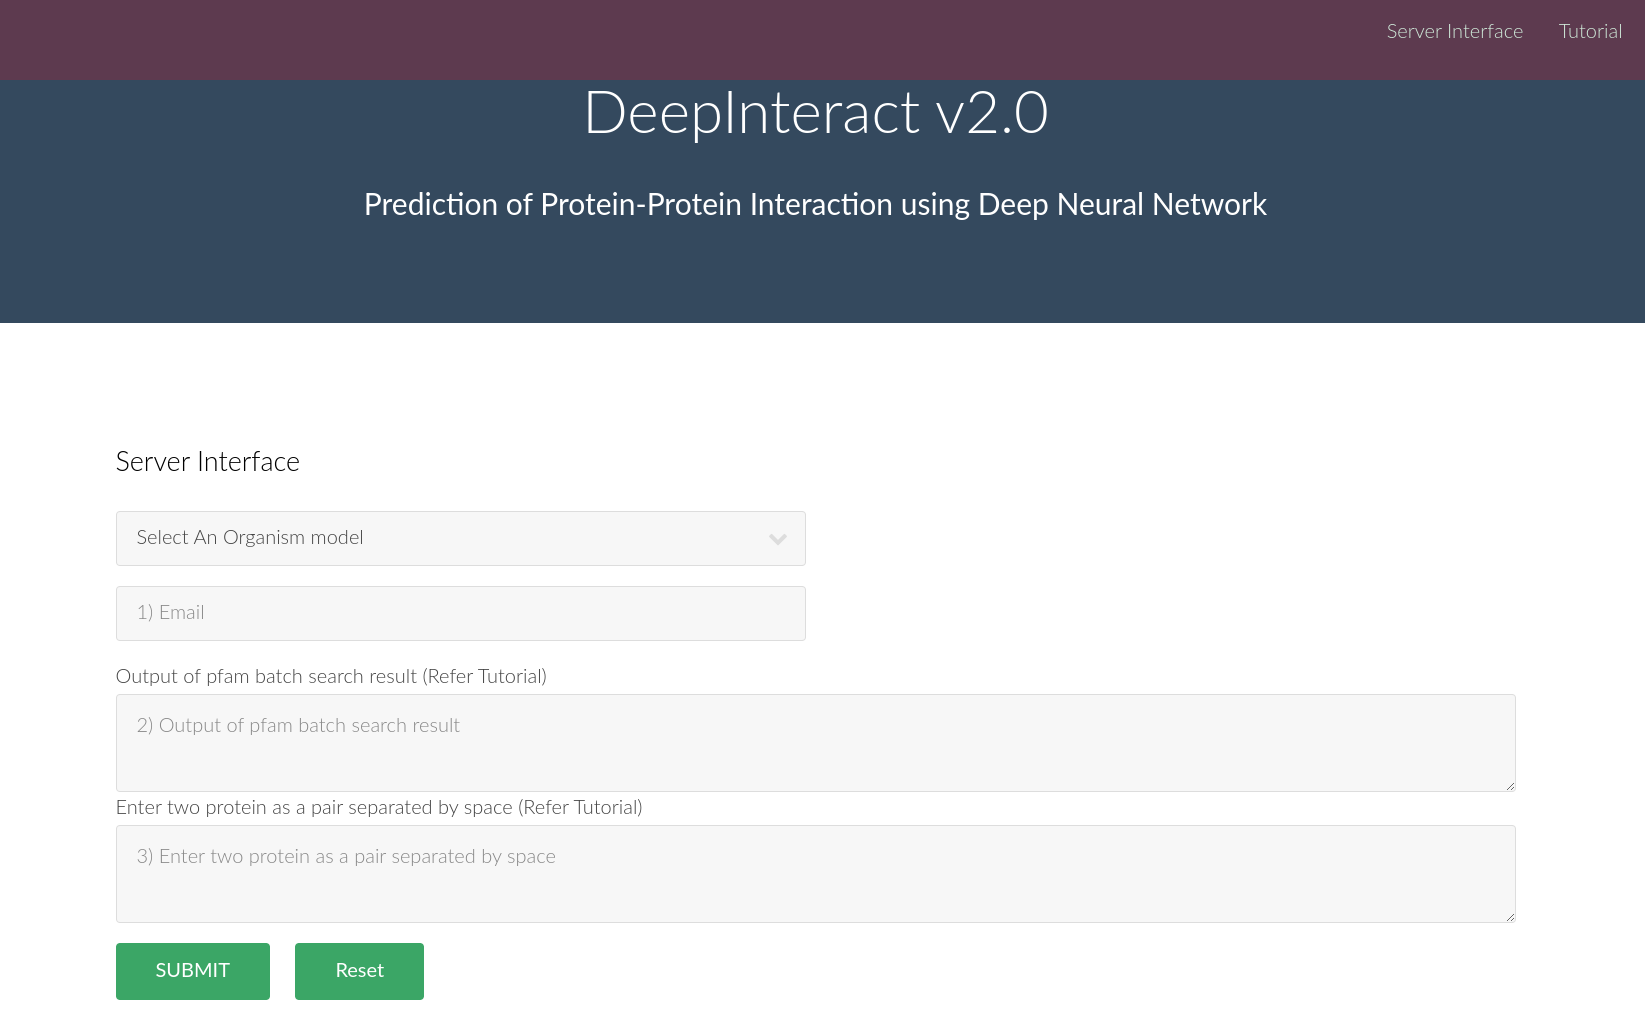 Server Interface Tutorial
DeepInteract v2.0
Prediction of Protein-Protein Interaction using Deep Neural Network
Server Interface
Select An Organism model
1) Email
Output of pfam batch search result (Refer Tutorial)
2) Output of pfam batch search result
Enter two protein as a pair separated by space (Refer Tutorial)
3) Enter two protein as a pair separated by space
SUBMIT Reset